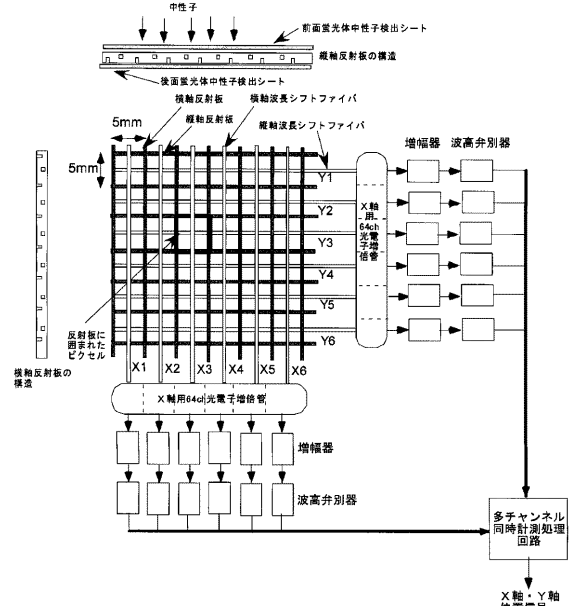 中性子
前面蛍光体中性子検出シート
縦軸反射板の構造
後面蛍光体中性子検出シート
横軸反射板
縦軸反射板
横軸波長シフトファイバ
縦軸波長シフトファイバ
5mm
5mm
増幅器 波高弁別器
Y1
Y2
Y3
Y4
Y5
Y6
X軸
用
64ch
光電
子増
倍管
反射板に
囲まれた
ピクセル
横軸反射板の
構造
X1 X2 X3 X4 X5 X6
X軸用64ch光電子増倍管
増幅器
波高弁別器
多チャンネル
同時計測処理
回路
X軸・Y軸